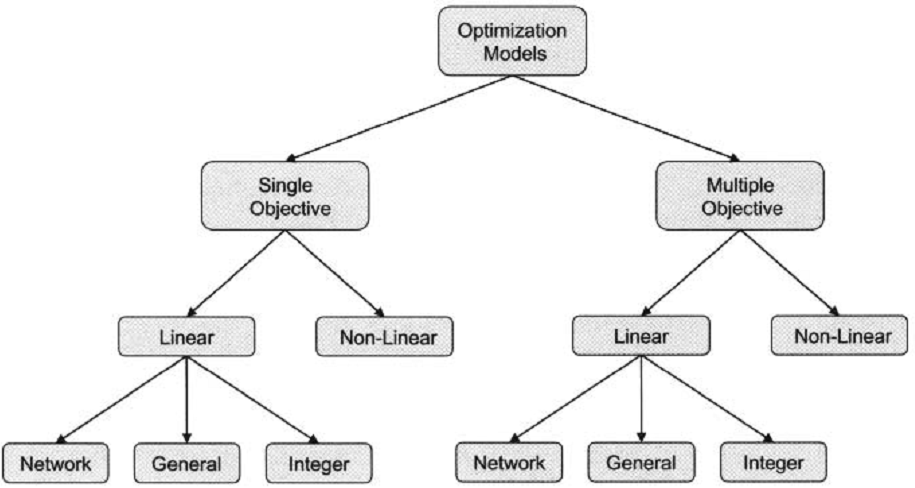 Optimization
Models
Single
Objective
Multiple
Objective
Linear
Non-Linear
Linear
Non-Linear
Network
General
Integer
Network
General
Integer